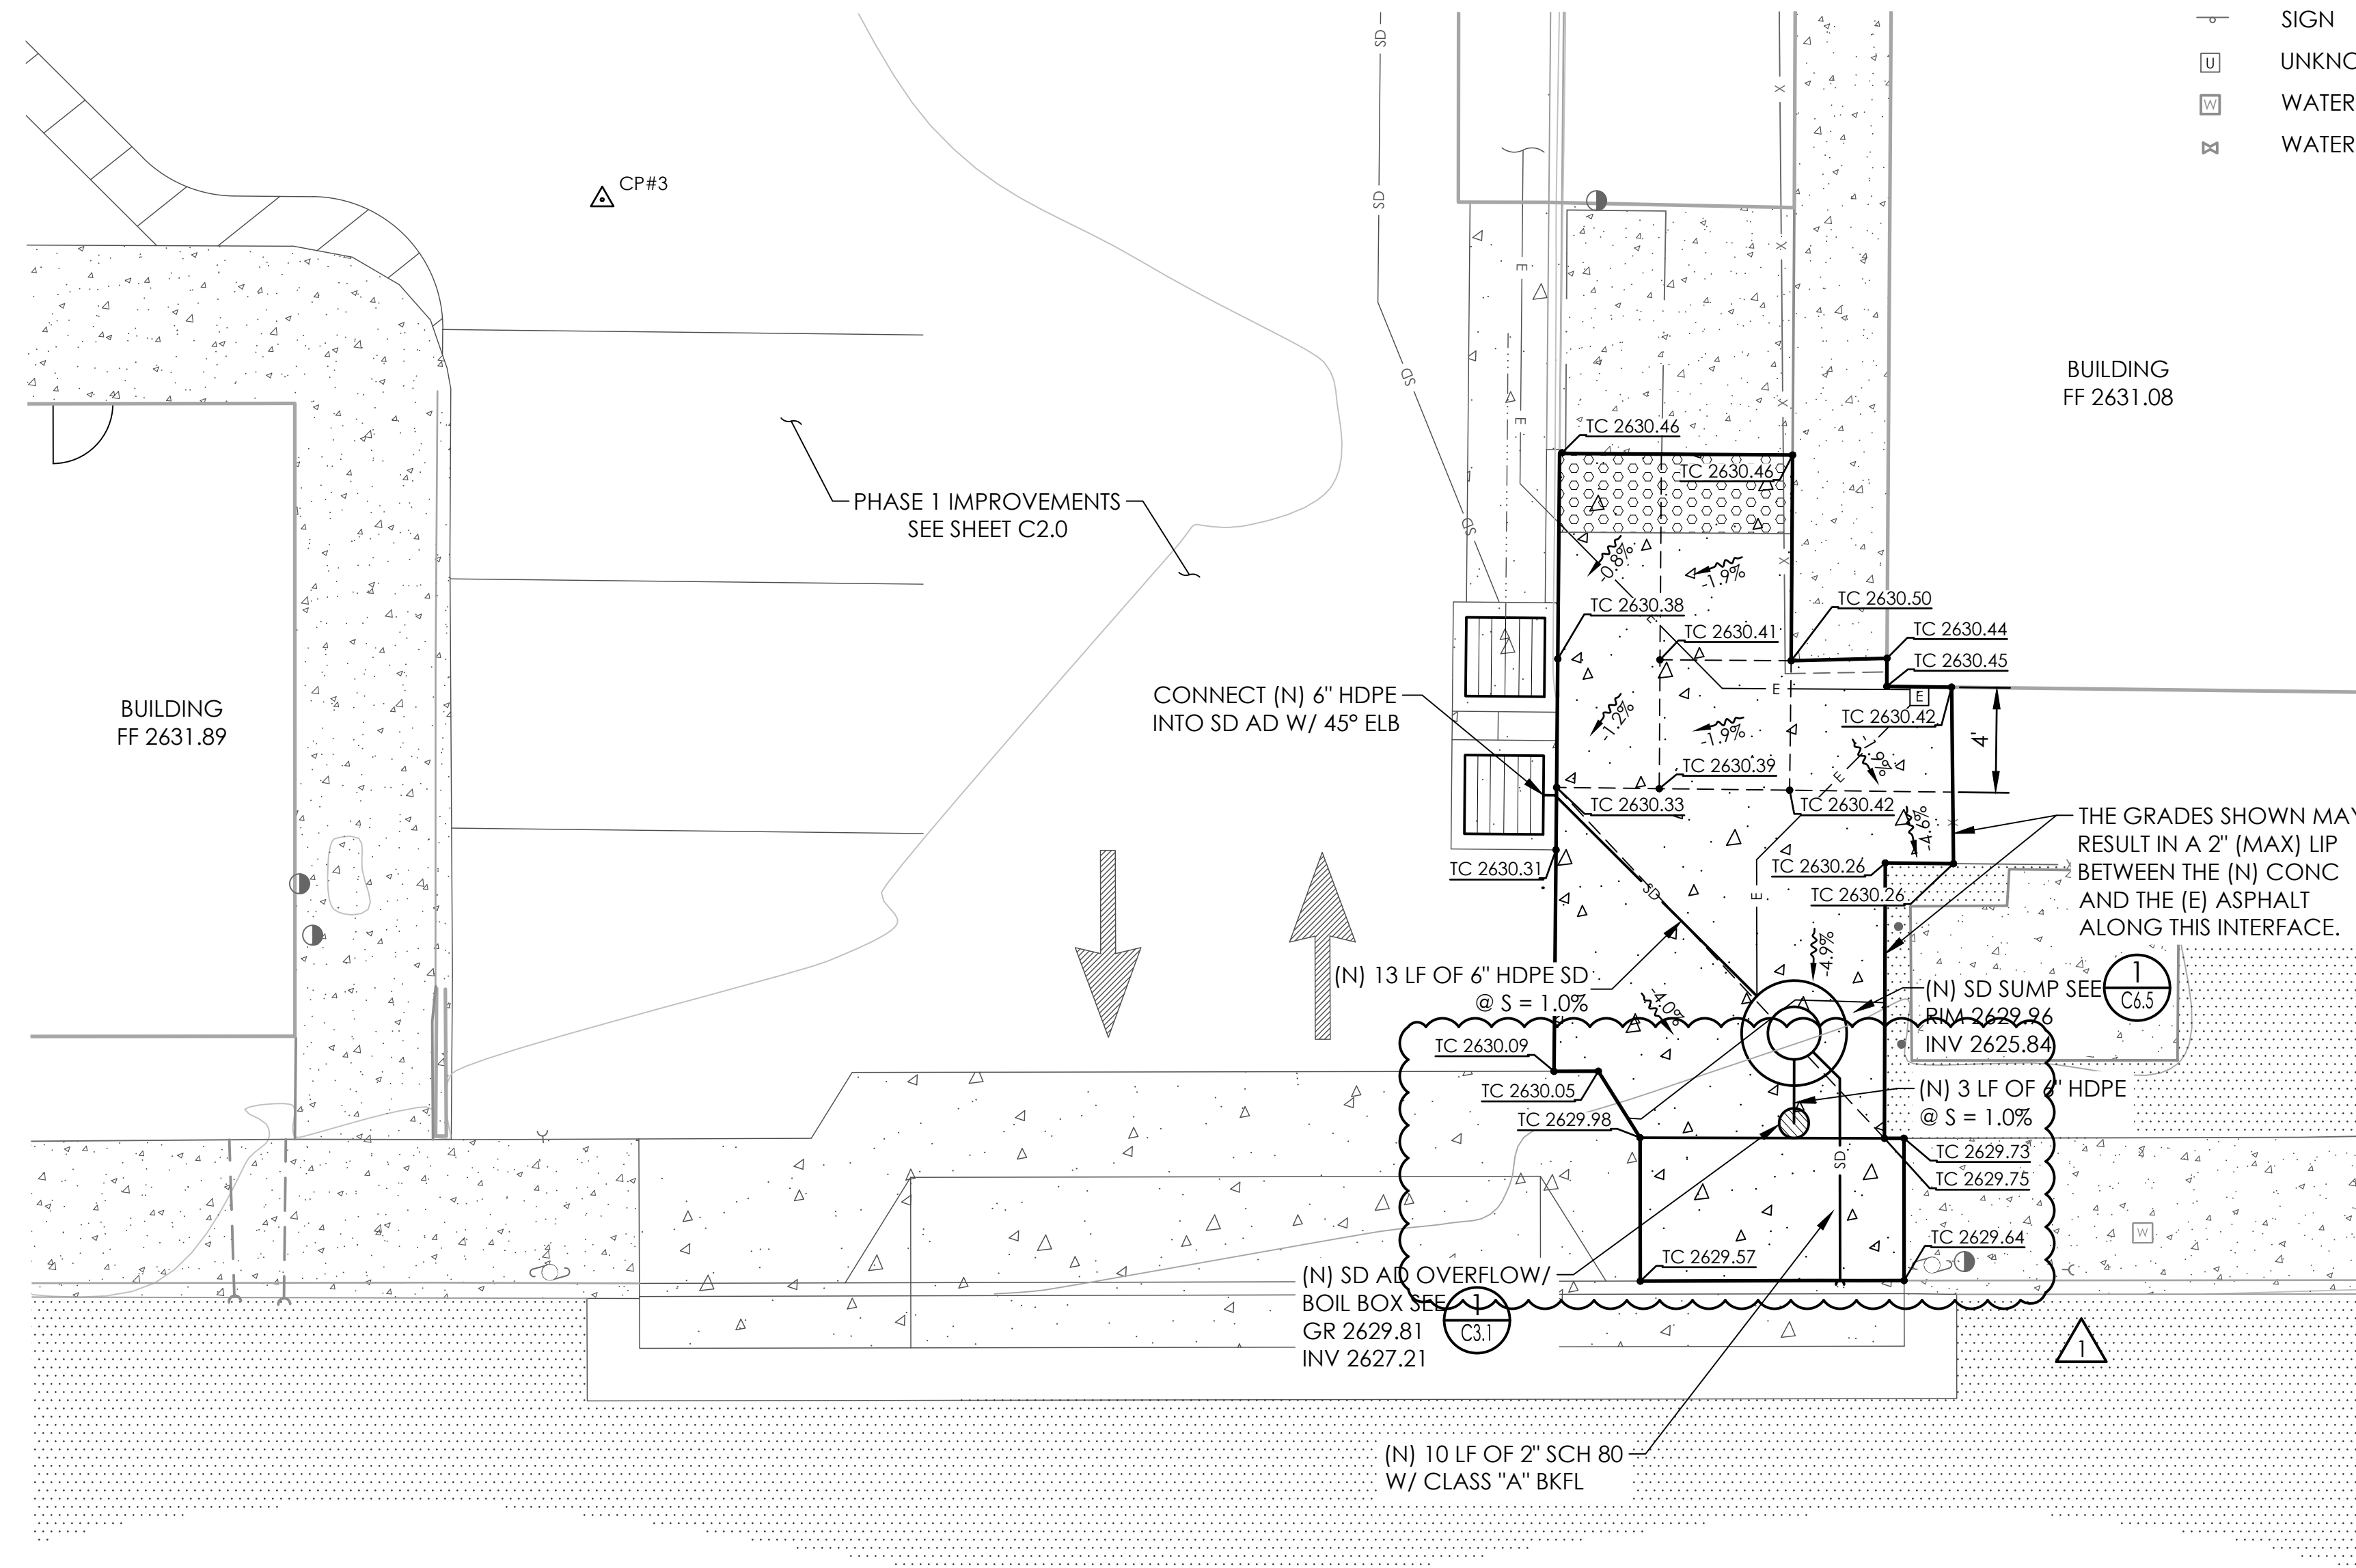 SIGN
U
W
WATER
WATER
CP#3
SD
SD
SD
SD
X
X
X
X
E
E
BUILDING
FF 2631.08
TC 2630.46
TC 2630.46
PHASE 1 IMPROVEMENTS
SEE SHEET C2.0
-0.8%
-1.9%
TC 2630.38
TC 2630.50
TC 2630.41
TC 2630.44
TC 2630.45
E
E
E
CONNECT (N) 6" HDPE
INTO SD AD W/ 45° ELB
BUILDING
FF 2631.89
-1.2%
-1.9%
TC 2630.42
-1.9%
4'
TC 2630.39
E
TC 2630.33
TC 2630.42
-4.6%
X
THE GRADES SHOWN MAY
RESULT IN A 2" (MAX) LIP
BETWEEN THE (N) CONC
AND THE (E) ASPHALT
ALONG THIS INTERFACE.
TC 2630.31
TC 2630.26
TC 2630.26
SD
E
-4.9%
(N) 13 LF OF 6" HDPE SD
@ S = 1.0%
-4.0%
(N) SD SUMP SEE
RIM 2629.96
INV 2625.84
1
C6.5
TC 2630.09
TC 2630.05
TC 2629.98
(N) 3 LF OF 6" HDPE
@ S = 1.0%
TC 2629.73
TC 2629.75
SD
W
TC 2629.64
TC 2629.57
(N) SD AD OVERFLOW/
BOIL BOX SEE
GR 2629.81
INV 2627.21
1
C3.1
1
(N) 10 LF OF 2" SCH 80
W/ CLASS "A" BKFL